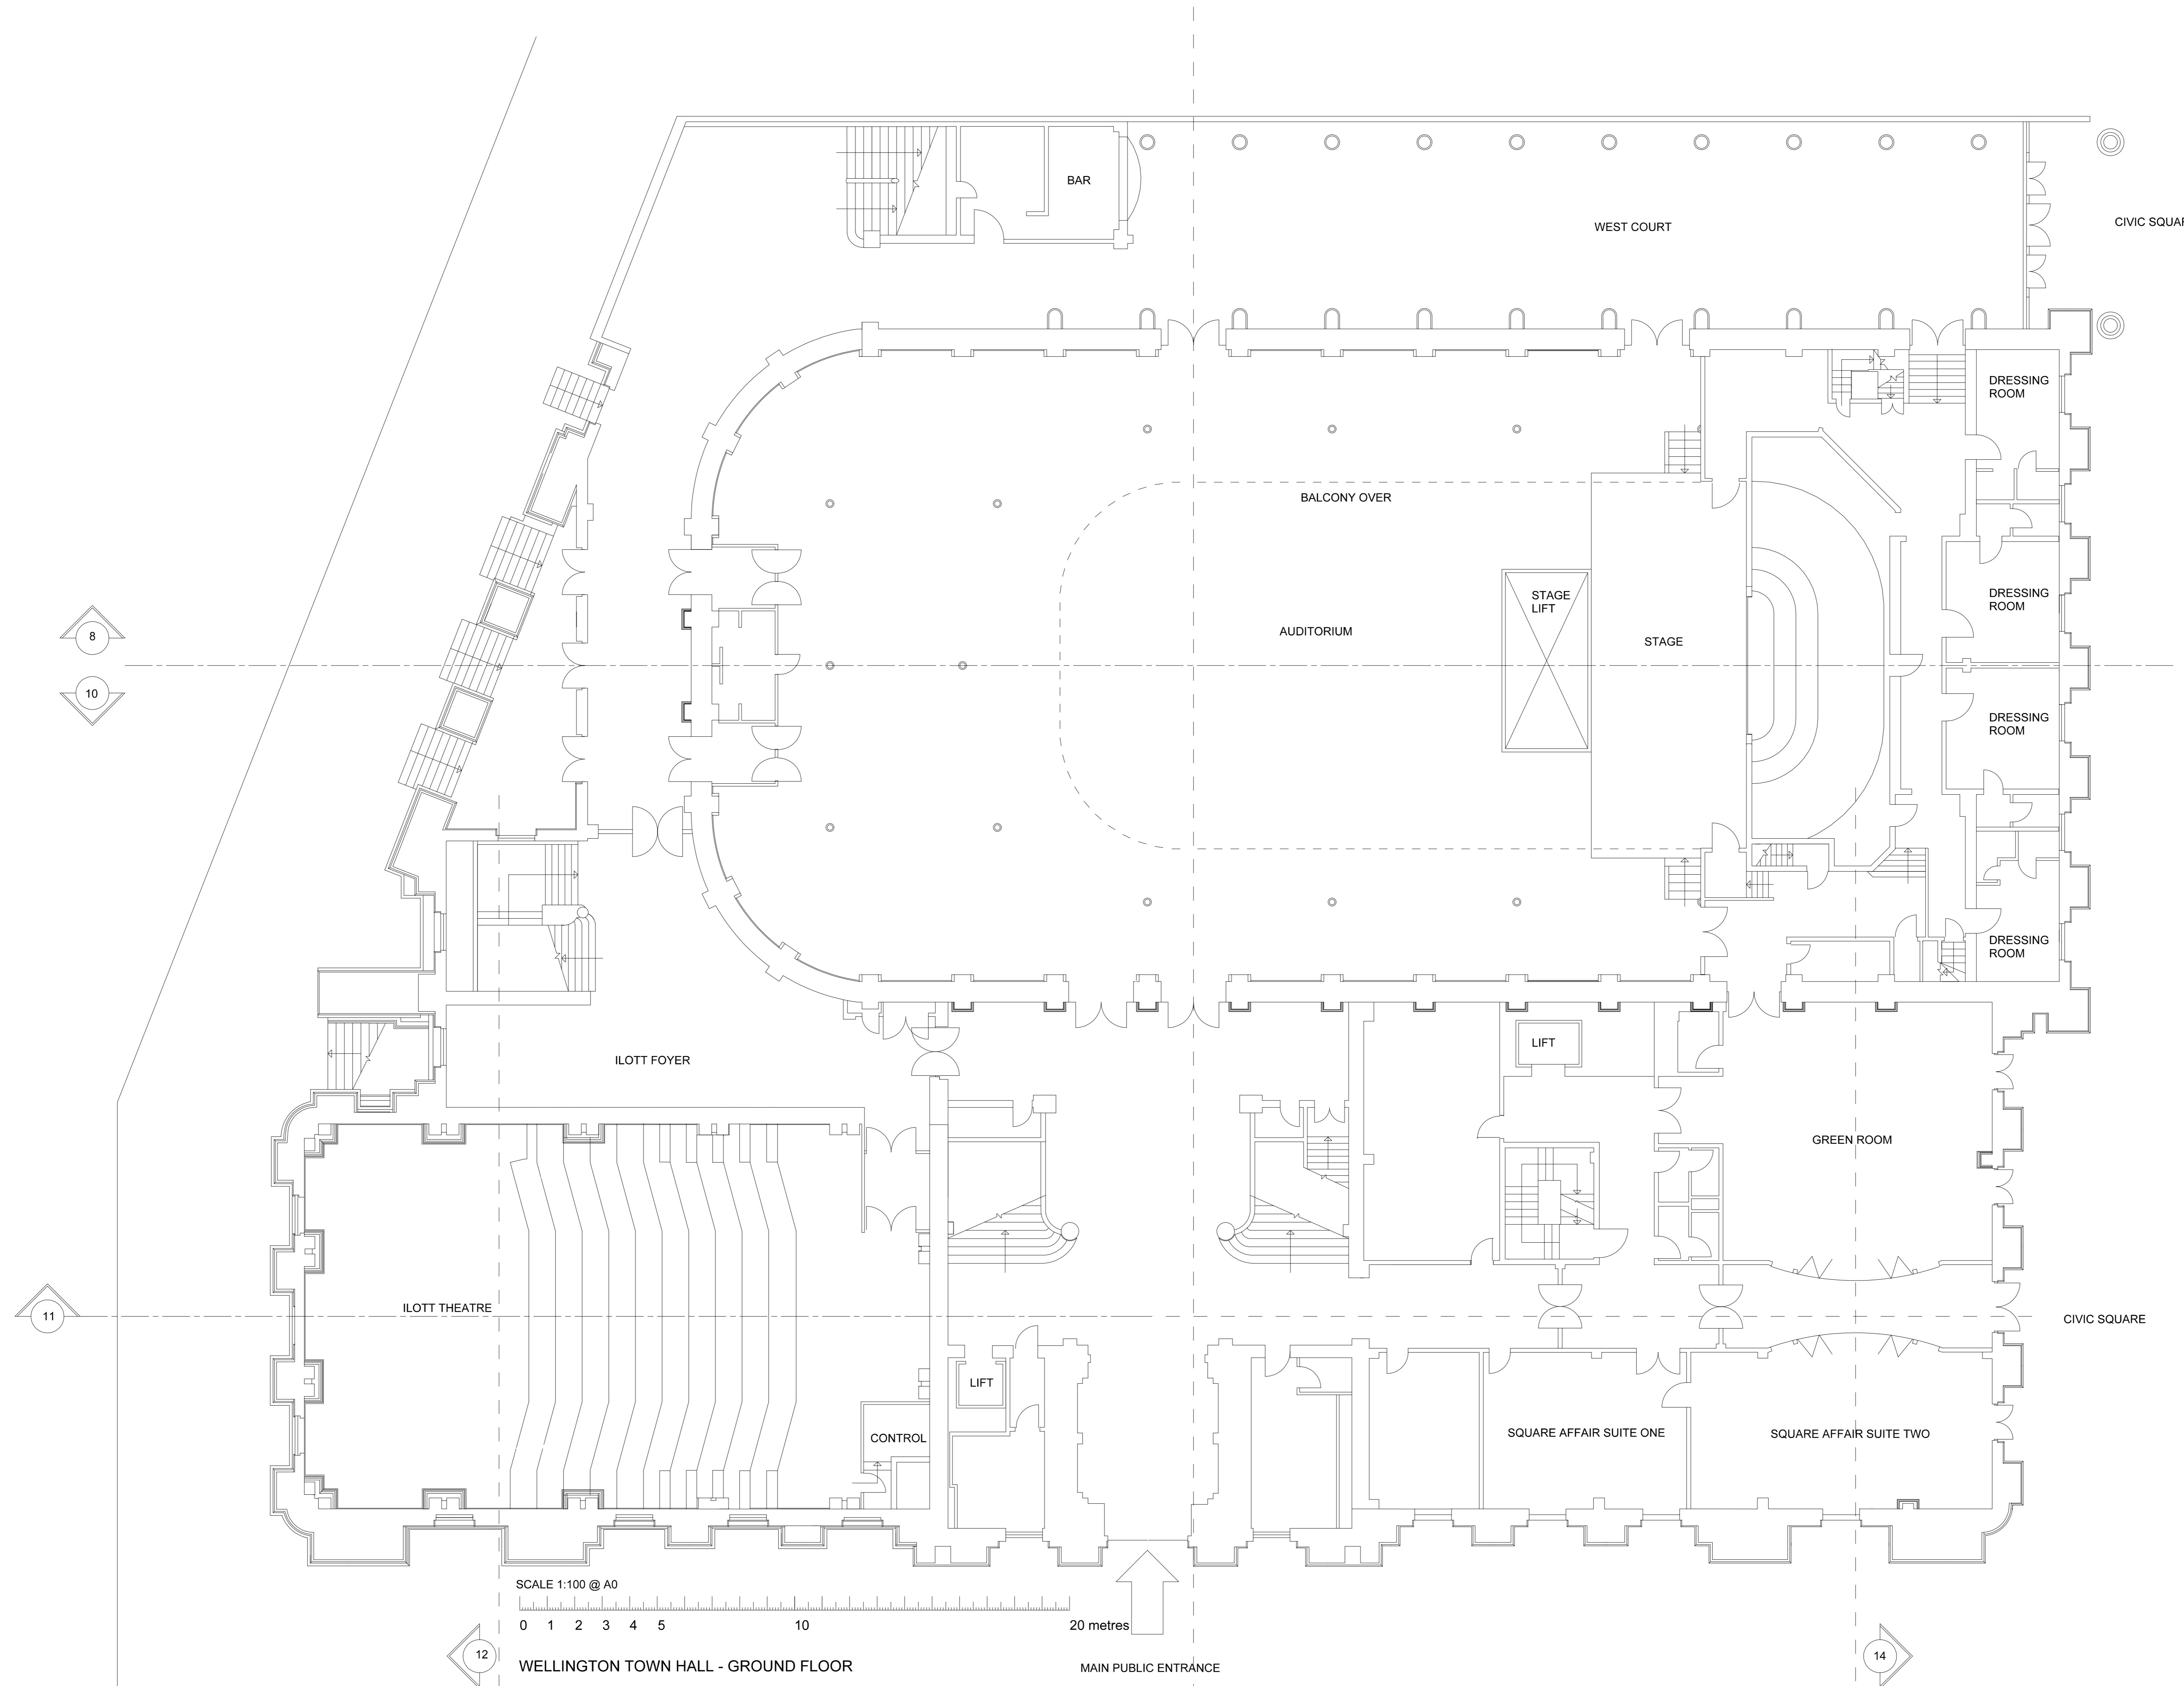 BAR
WEST COURT
CIVIC SQUAR
DRESSING
ROOM
BALCONY OVER
STAGE
LIFT
DRESSING
ROOM
AUDITORIUM
STAGE
8
10
DRESSING
ROOM
DRESSING
ROOM
LIFT
ILOTT FOYER
GREEN ROOM
ILOTT THEATRE
11
CIVIC SQUARE
LIFT
CONTROL
SQUARE AFFAIR SUITE ONE
SQUARE AFFAIR SUITE TWO
SCALE 1:100 @ A0
0 1 2 3 4 5 10 20 metres
12
WELLINGTON TOWN HALL - GROUND FLOOR
MAIN PUBLIC ENTRANCE
14